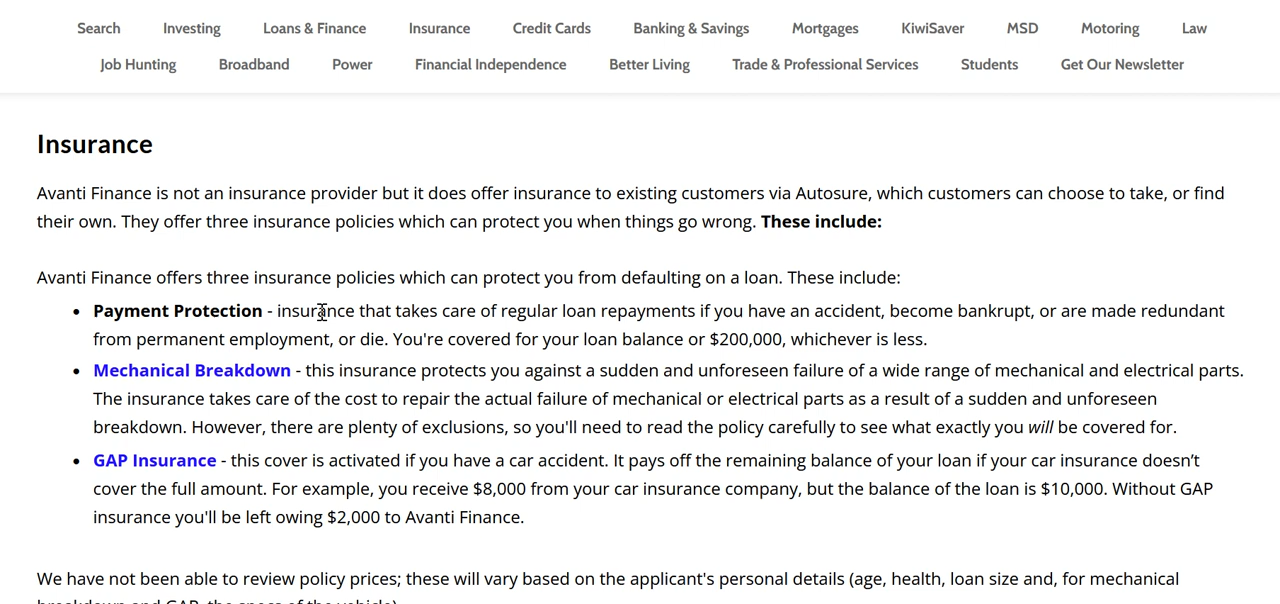 Search Investing Loans & Finance Insurance Credit Cards Banking & Savings Mortgages KiwiSaver MSD Motoring Law
Job Hunting Broadband Power Financial Independence Better Living Trade & Professional Services Students Get Our Newsletter
Insurance
Avanti Finance is not an insurance provider but it does offer insurance to existing customers via Autosure, which customers can choose to take, or find
their own. They offer three insurance policies which can protect you when things go wrong. These include:
Avanti Finance offers three insurance policies which can protect you from defaulting on a loan. These include:
• Payment Protection - insurance that takes care of regular loan repayments if you have an accident, become bankrupt, or are made redundant
from permanent employment, or die. You're covered for your loan balance or $200,000, whichever is less.
• Mechanical Breakdown - this insurance protects you against a sudden and unforeseen failure of a wide range of mechanical and electrical parts.
The insurance takes care of the cost to repair the actual failure of mechanical or electrical parts as a result of a sudden and unforeseen
breakdown. However, there are plenty of exclusions, so you'll need to read the policy carefully to see what exactly you will be covered for.
• GAP Insurance - this cover is activated if you have a car accident. It pays off the remaining balance of your loan if your car insurance doesn’t
cover the full amount. For example, you receive $8,000 from your car insurance company, but the balance of the loan is $10,000. Without GAP
insurance you'll be left owing $2,000 to Avanti Finance.
We have not been able to review policy prices; these will vary based on the applicant's personal details (age, health, loan size and, for mechanical
breakdown and GAP, the specs of the vehicle)